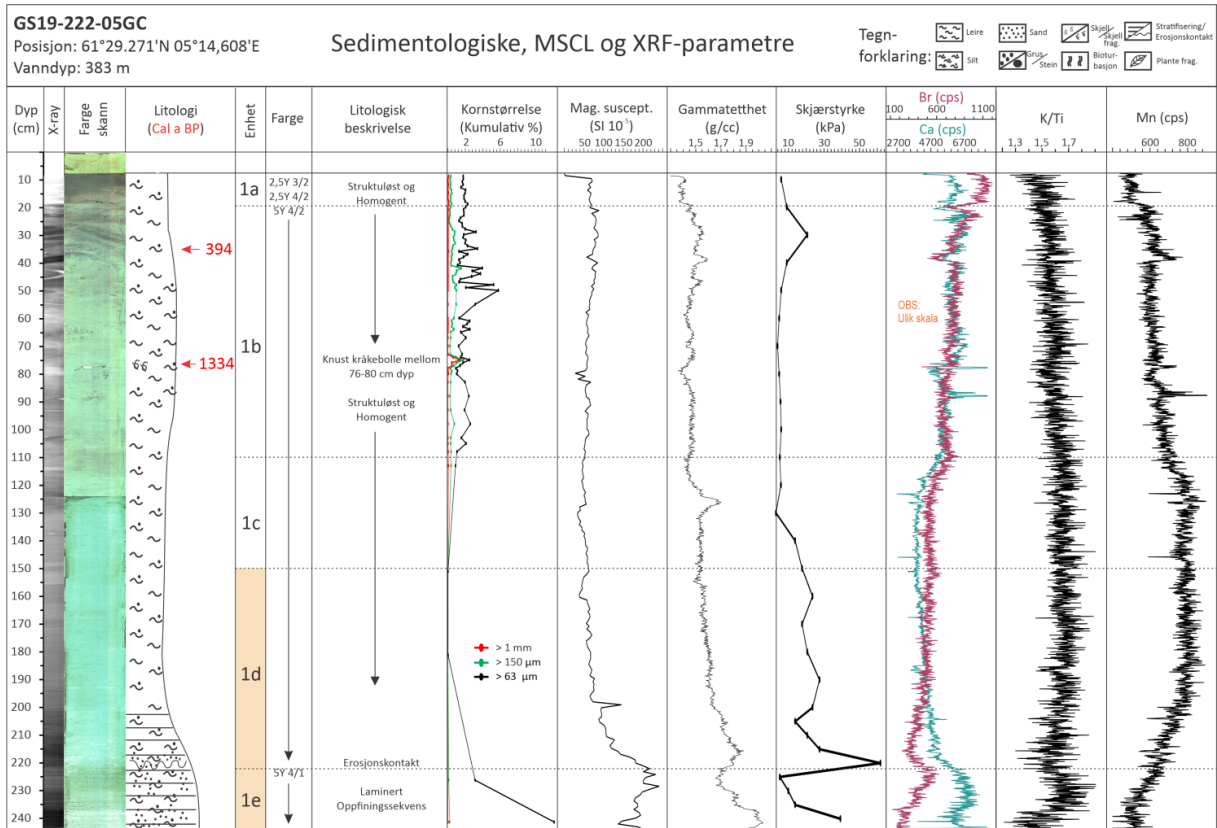 GS19-222-05GC
Posisjon: 61°29.271'N 05°14,608'E
Vanndyp: 383 m
Sedimentologiske, MSCL og XRF-parametre
Tegn-
forklaring:
Leire
Sand
Skjell/
Skjell
frag.
Stratifisering/
Erosjonskontakt
Silt
Grus/
Stein
Biotur-
basjon
Plante frag.
Dyp
(cm)
X-ray
Farge
skann
Litologi
(Cal a BP)
Enhet
Farge
Litologisk
beskrivelse
Kornstørrelse
(Kumulativ %)
2 6 10
Mag. suscept.
(SI 10⁻⁵)
50 100 150 200
Gammatetthet
(g/cc)
1,5 1,7 1,9
Skjærstyrke
(kPa)
10 30 50
Br (cps)
100 600 1100
Ca (cps)
2700 4700 6700
K/Ti
1,3 1,5 1,7
Mn (cps)
600 800
10
20
30
40
50
60
70
80
90
100
110
120
130
140
150
160
170
180
190
200
210
220
230
240
394
1334
1a
1b
1c
1d
1e
2,5Y 3/2
2,5Y 4/2
5Y 4/2
5Y 4/1
Struktuløst og
Homogent
Knust kråkebolle mellom
76-80 cm dyp
Struktuløst og
Homogent
Erosjonskontakt
Laminert
Oppfiningssekvens
> 1 mm
> 150 µm
> 63 µm
OBS:
Ulik skala